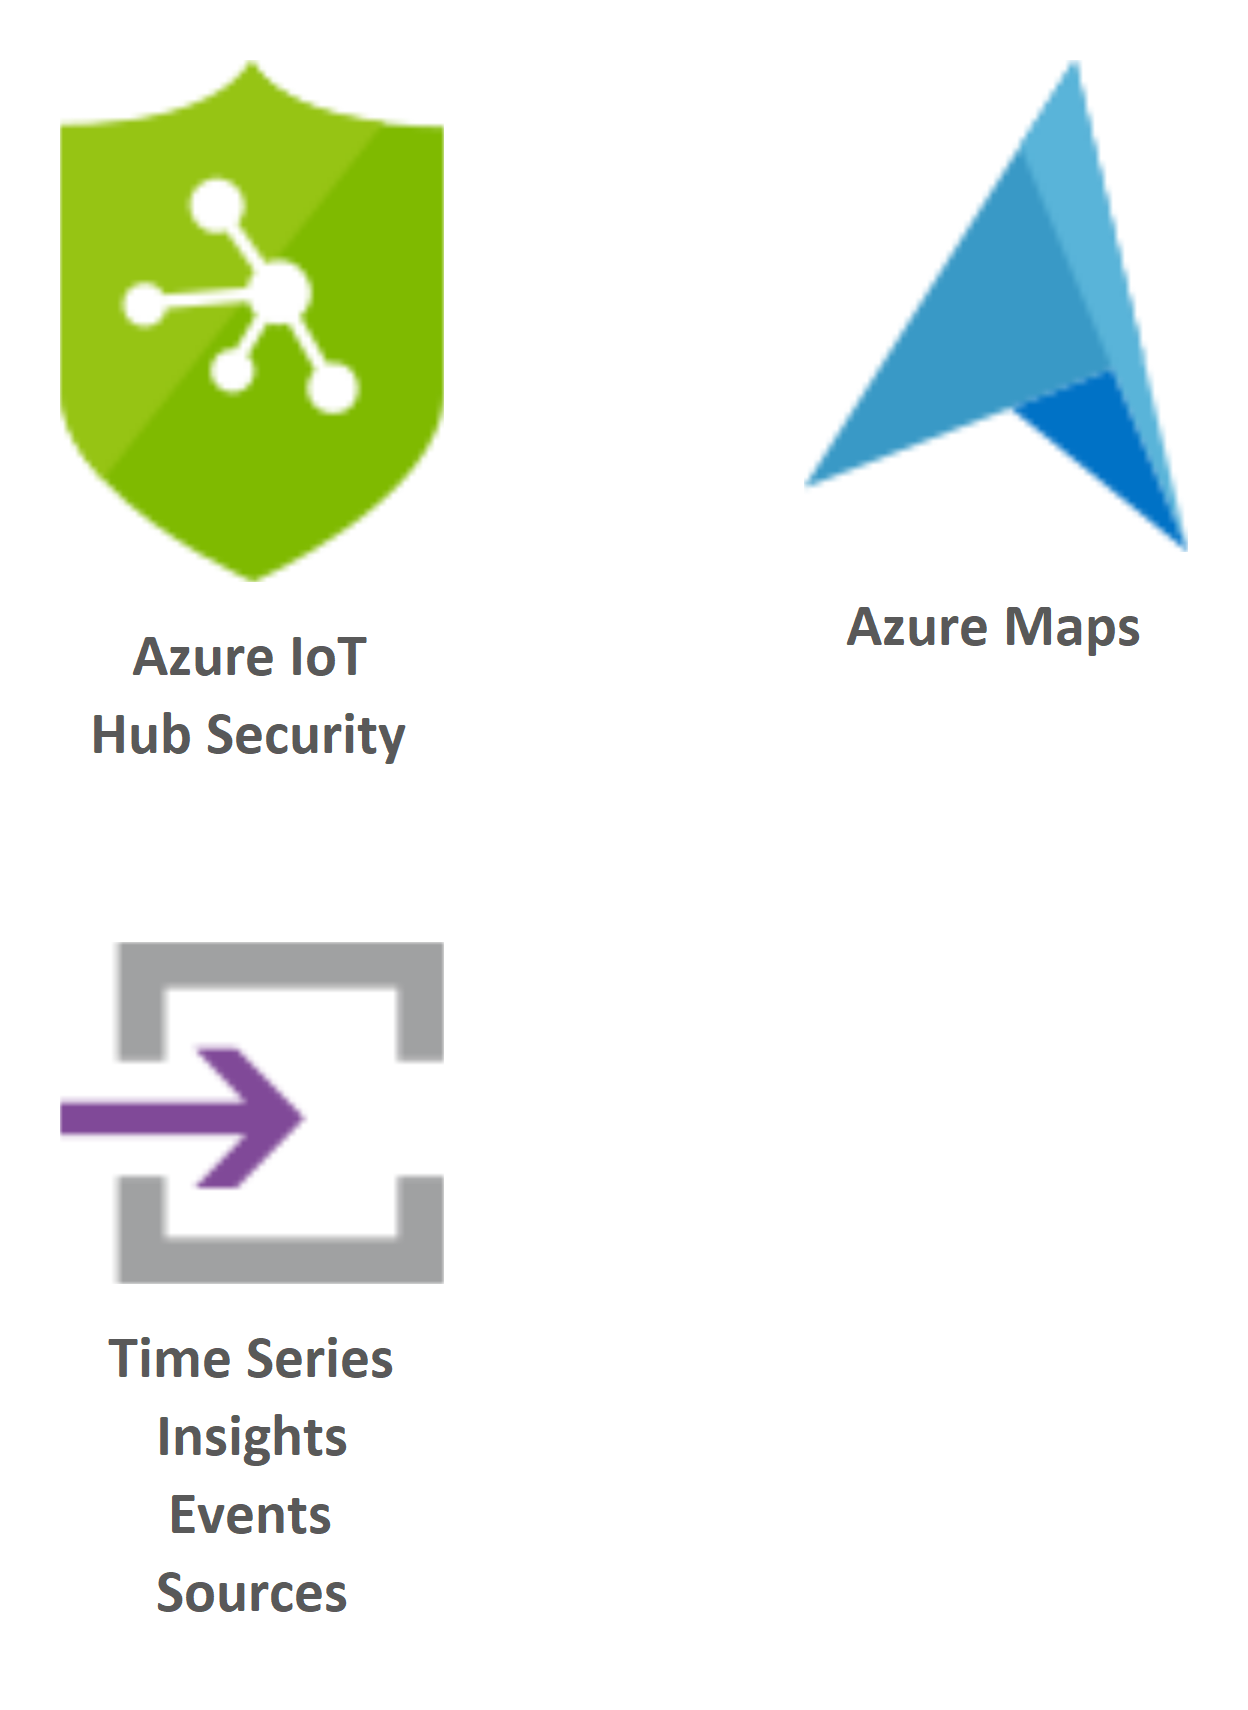 Azure IoT
Hub Security
Azure Maps
Time Series
Insights
Events
Sources